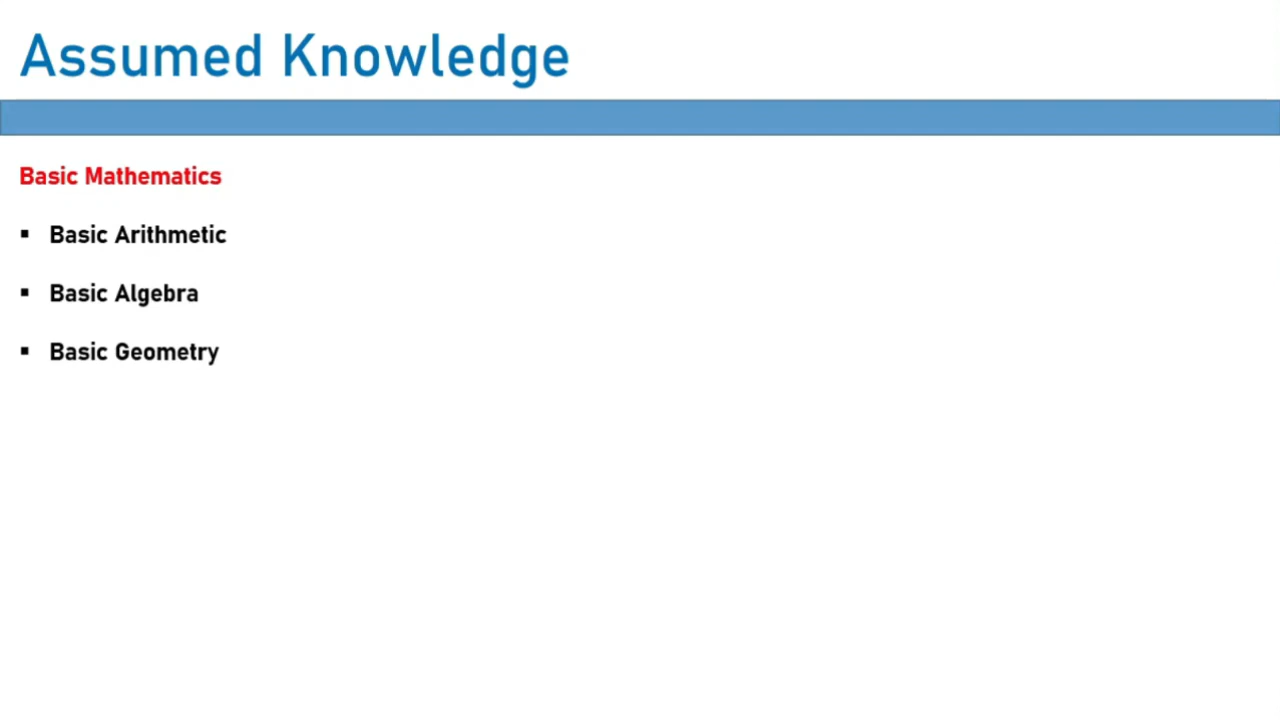 Assumed Knowledge
Basic Mathematics
▪ Basic Arithmetic
▪ Basic Algebra
▪ Basic Geometry